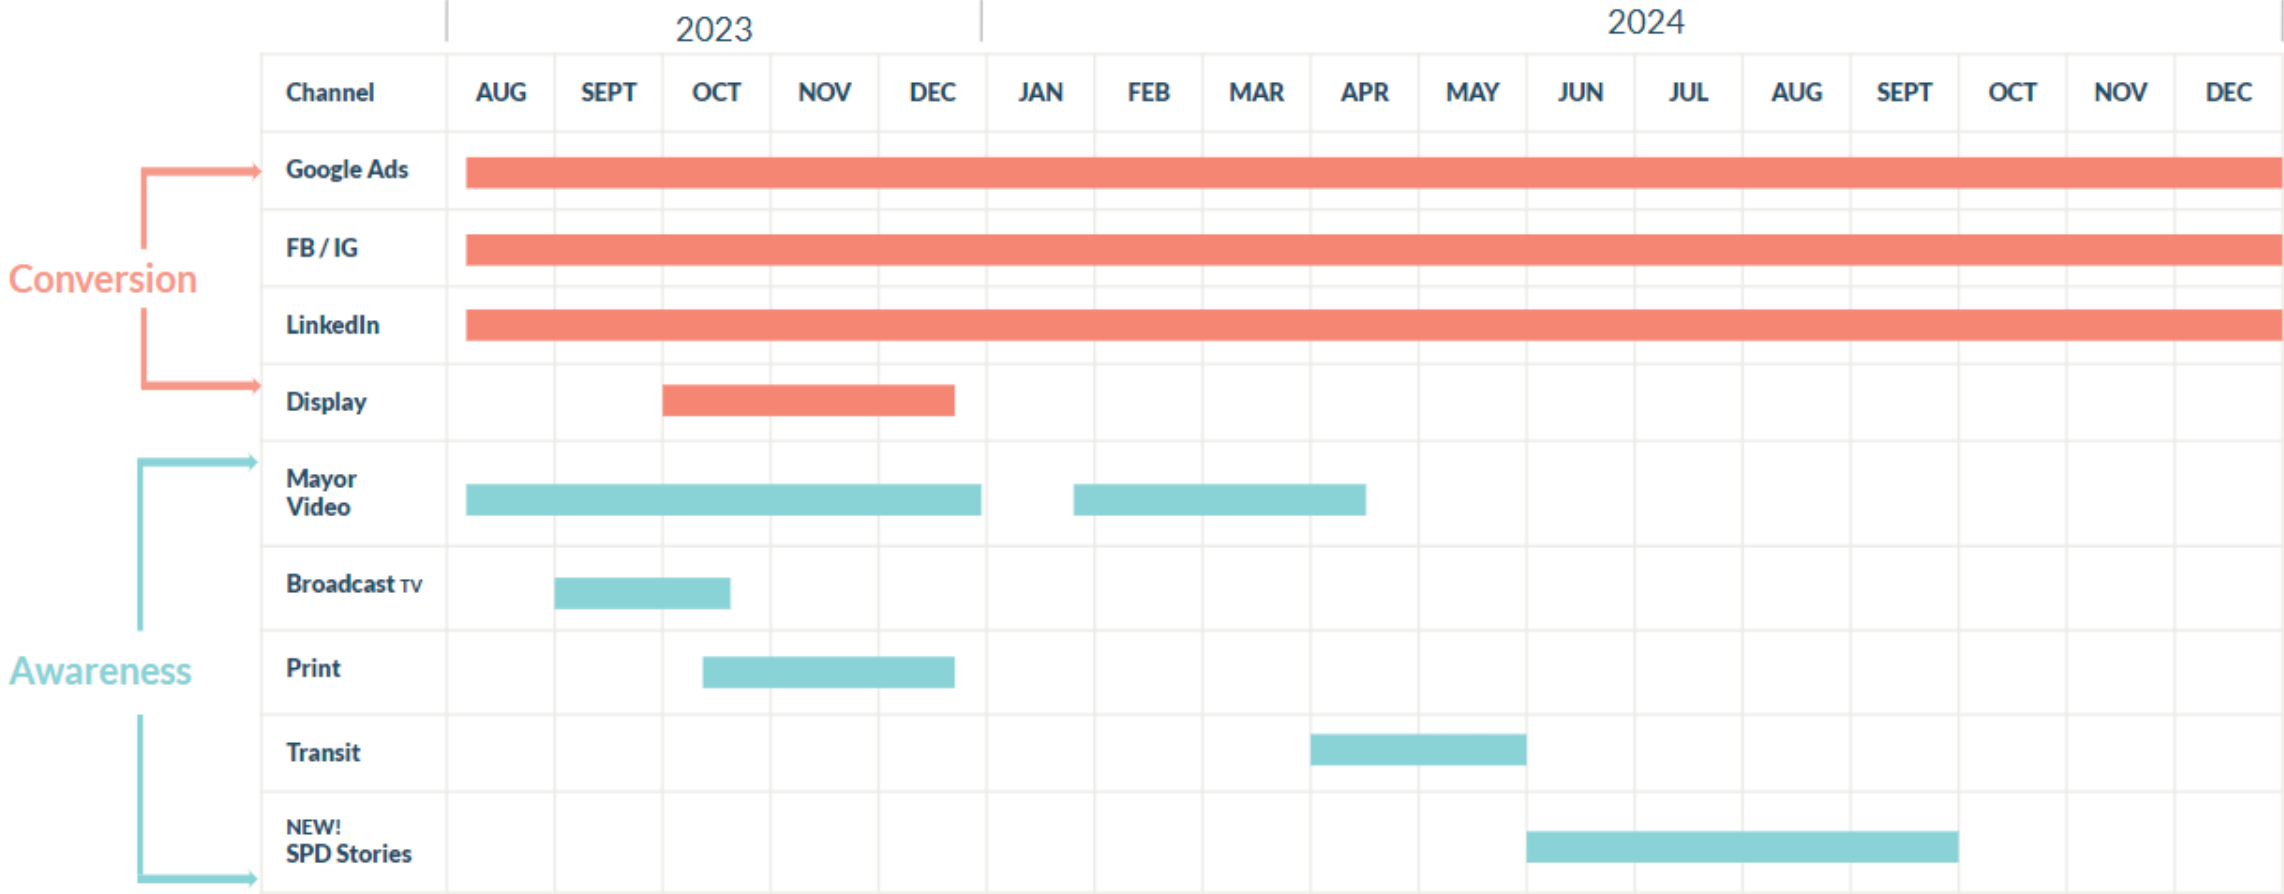 2023 2024
Channel AUG SEPT OCT NOV DEC JAN FEB MAR APR MAY JUN JUL AUG SEPT OCT NOV DEC
Google Ads
FB / IG
Conversion
LinkedIn
Display
Mayor
Video
Broadcast TV
Awareness
Print
Transit
NEW!
SPD Stories